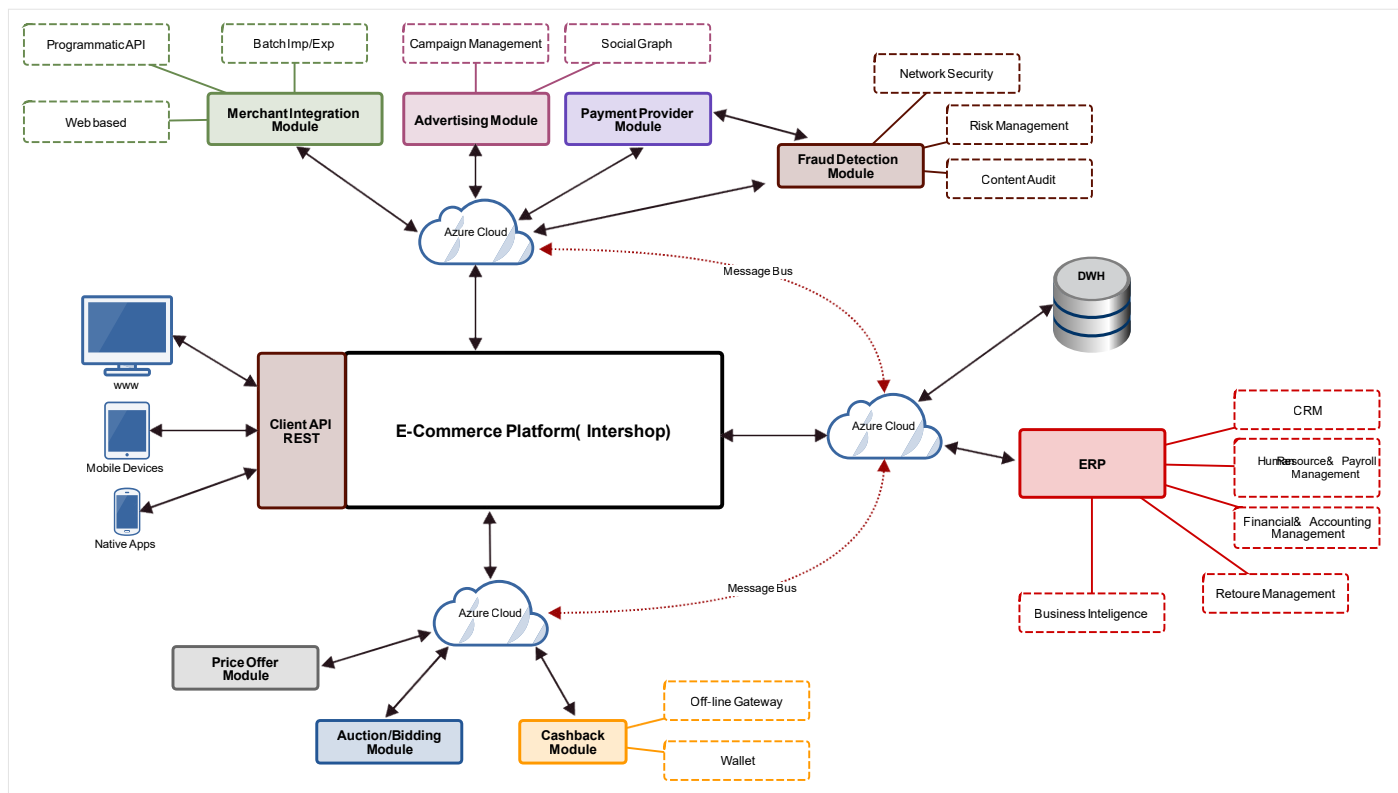 Programmatic API
Batch Imp/Exp
Campaign Management
Social Graph
Network Security
Web based
Merchant Integration
Module
Advertising Module
Payment Provider
Module
Risk Management
Fraud Detection
Module
Content Audit
Azure Cloud
Message Bus
DWH
www
Client API
REST
E-Commerce Platform( Intershop)
Azure Cloud
CRM
Mobile Devices
ERP
Human Resource & Payroll
Management
Financial & Accounting
Management
Native Apps
Message Bus
Retoure Management
Business Inteligence
Azure Cloud
Price Offer
Module
Off-line Gateway
Auction/Bidding
Module
Cashback
Module
Wallet